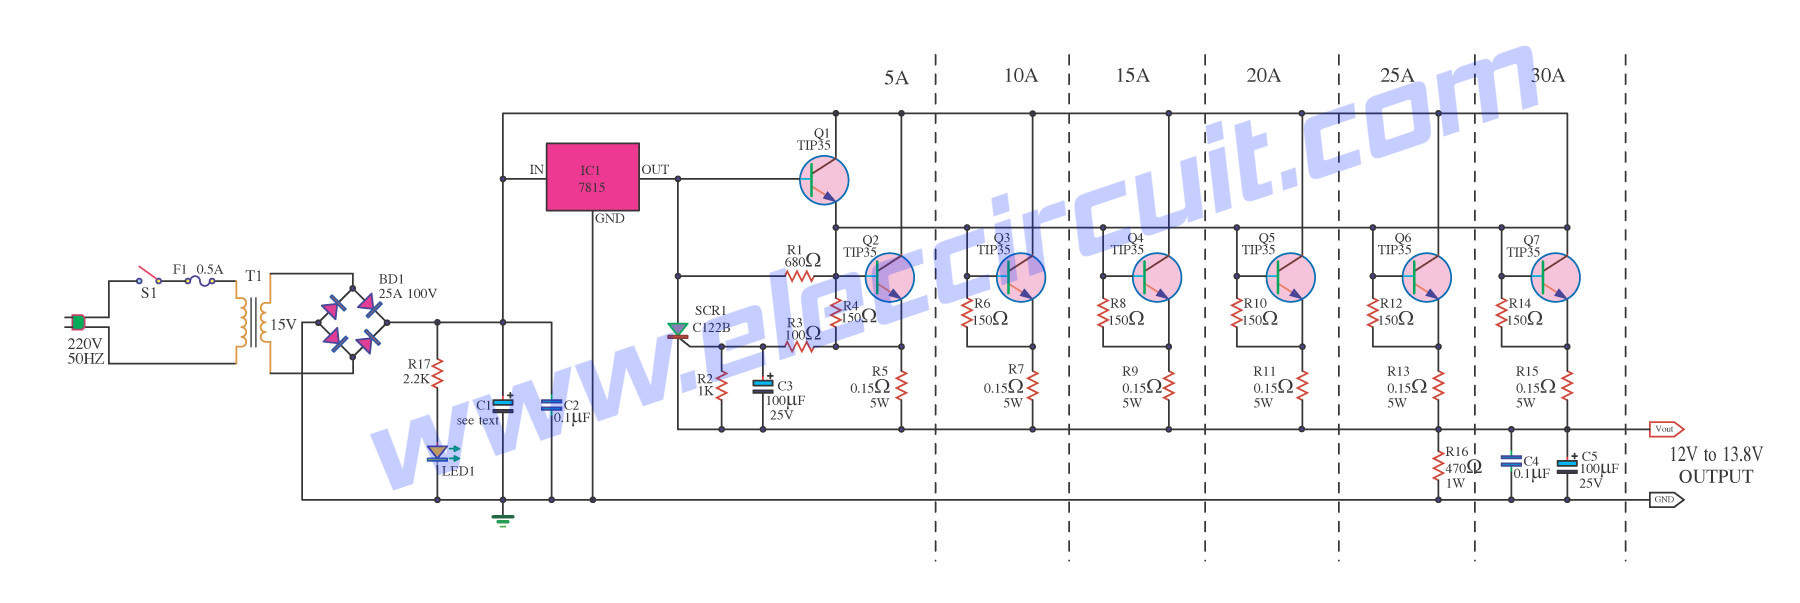 5A
10A
15A
20A
25A
30A
Q1
TIP35
IN
IC1
7815
OUT
GND
Q2
TIP35
Q3
TIP35
Q4
TIP35
Q5
TIP35
Q6
TIP35
Q7
TIP35
R1
680Ω
S1
F1 0.5A
T1
15V
BD1
25A 100V
220V
50HZ
SCR1
C122B
R4
150Ω
R3
100Ω
R6
150Ω
R8
150Ω
R10
150Ω
R12
150Ω
R14
150Ω
R17
2.2K
C1
see text
+
C2
0.1µF
LED1
R2
1K
+
C3
100µF
25V
R5
0.15Ω
5W
R7
0.15Ω
5W
R9
0.15Ω
5W
R11
0.15Ω
5W
R13
0.15Ω
5W
R15
0.15Ω
5W
R16
470Ω
1W
C4
0.1µF
+
C5
100µF
25V
Vout
12V to 13.8V
OUTPUT
GND
www.eleccircuit.com